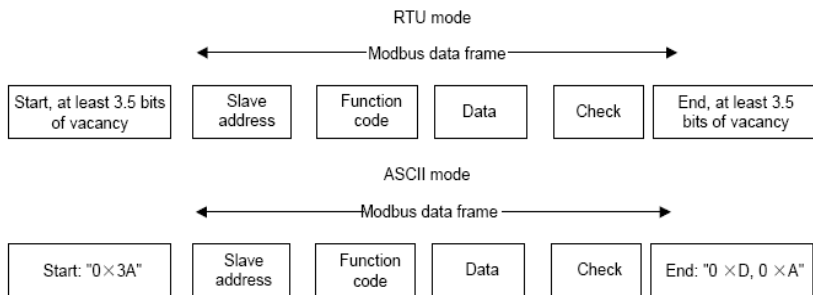 RTU mode
Modbus data frame
Start, at least 3.5 bits
of vacancy
Slave
address
Function
code
Data
Check
End, at least 3.5
bits of vacancy
ASCII mode
Modbus data frame
Start: "0×3A"
Slave
address
Function
code
Data
Check
End: "0 ×D, 0 ×A"